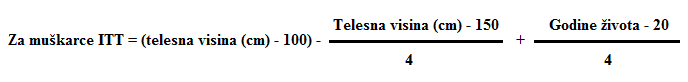 Za muškarce ITT = (telesna visina (cm) - 100) - Telesna visina (cm) - 150 / 4 + Godine života - 20 / 4